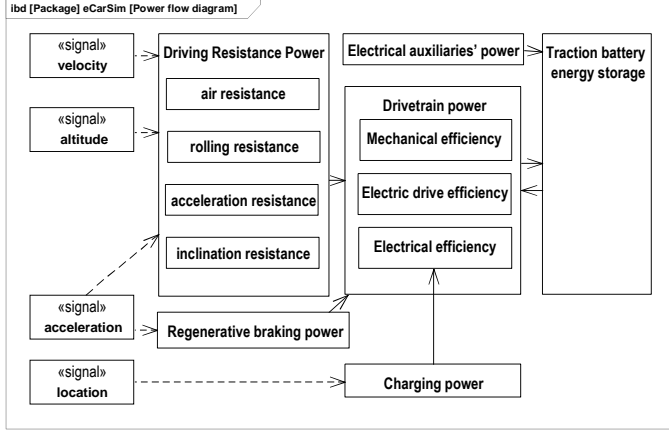 ibd [Package] eCarSim [Power flow diagram]
«signal»
velocity
«signal»
altitude
«signal»
acceleration
«signal»
location
Driving Resistance Power
air resistance
rolling resistance
acceleration resistance
inclination resistance
Regenerative braking power
Electrical auxiliaries' power
Drivetrain power
Mechanical efficiency
Electric drive efficiency
Electrical efficiency
Charging power
Traction battery
energy storage